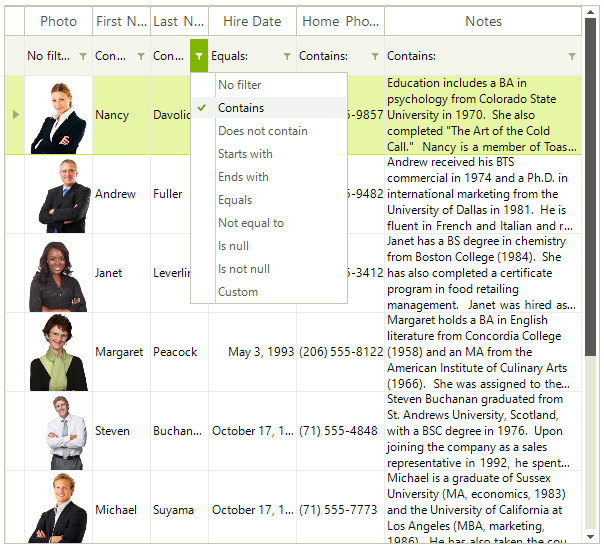 Photo First N... Last N... Hire Date Home Pho... Notes
No filt... Con... Con... Equals: Contains: Contains:
No filter
Contains
Does not contain
Starts with
Ends with
Equals
Not equal to
Is null
Is not null
Custom
Nancy Davolio 5-9857
Education includes a BA in
psychology from Colorado State
University in 1970. She also
completed "The Art of the Cold
Call." Nancy is a member of Toas...
Andrew Fuller 5-9482
Andrew received his BTS
commercial in 1974 and a Ph.D. in
international marketing from the
University of Dallas in 1981. He is
fluent in French and Italian and r...
Janet Leverlin 5-3412
Janet has a BS degree in chemistry
from Boston College (1984). She
has also completed a certificate
program in food retailing
management. Janet was hired as...
Margaret Peacock May 3, 1993 (206) 555-8122
Margaret holds a BA in English
literature from Concordia College
(1958) and an MA from the
American Institute of Culinary Arts
(1966). She was assigned to the...
Steven Buchan... October 17, 1... (71) 555-4848
Steven Buchanan graduated from
St. Andrews University, Scotland,
with a BSC degree in 1976. Upon
joining the company as a sales
representative in 1992, he spent...
Michael Suyama October 17, 1... (71) 555-7773
Michael is a graduate of Sussex
University (MA, economics, 1983)
and the University of California at
Los Angeles (MBA, marketing,
1986). He has also taken the cou...